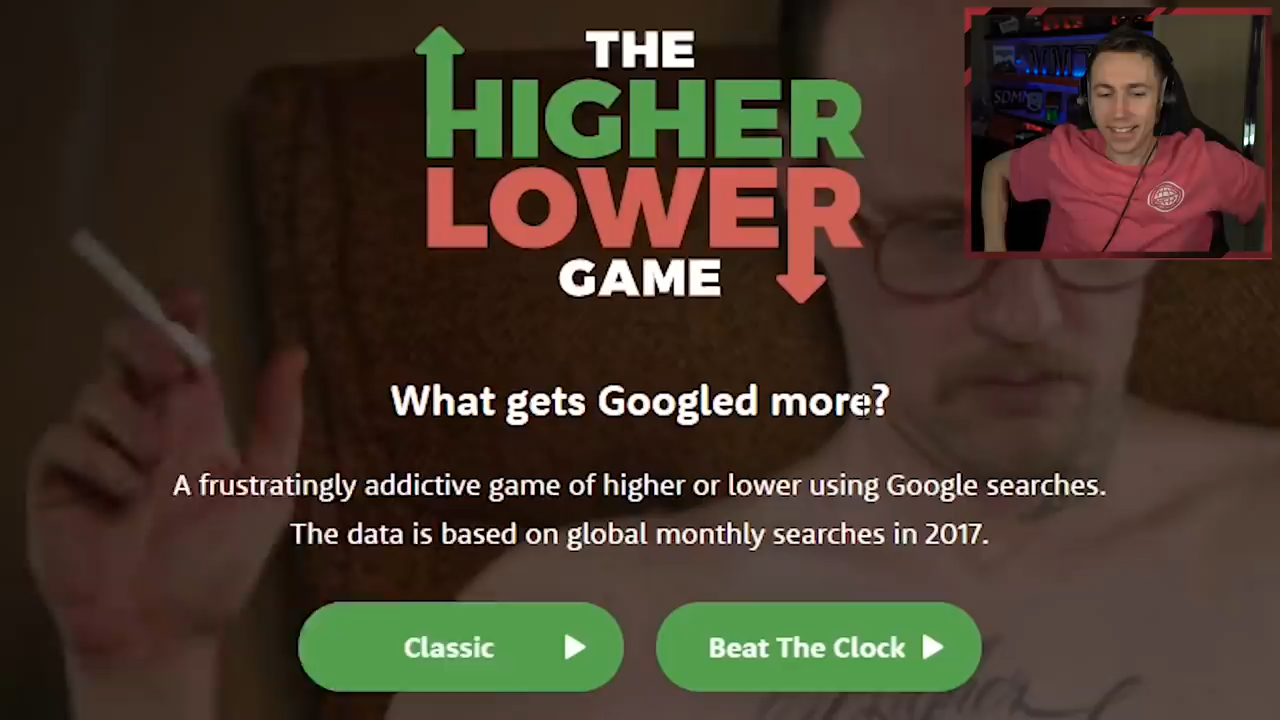 THE
HIGHER
LOWER
GAME
What gets Googled more?
A frustratingly addictive game of higher or lower using Google searches.
The data is based on global monthly searches in 2017.
Classic
Beat The Clock